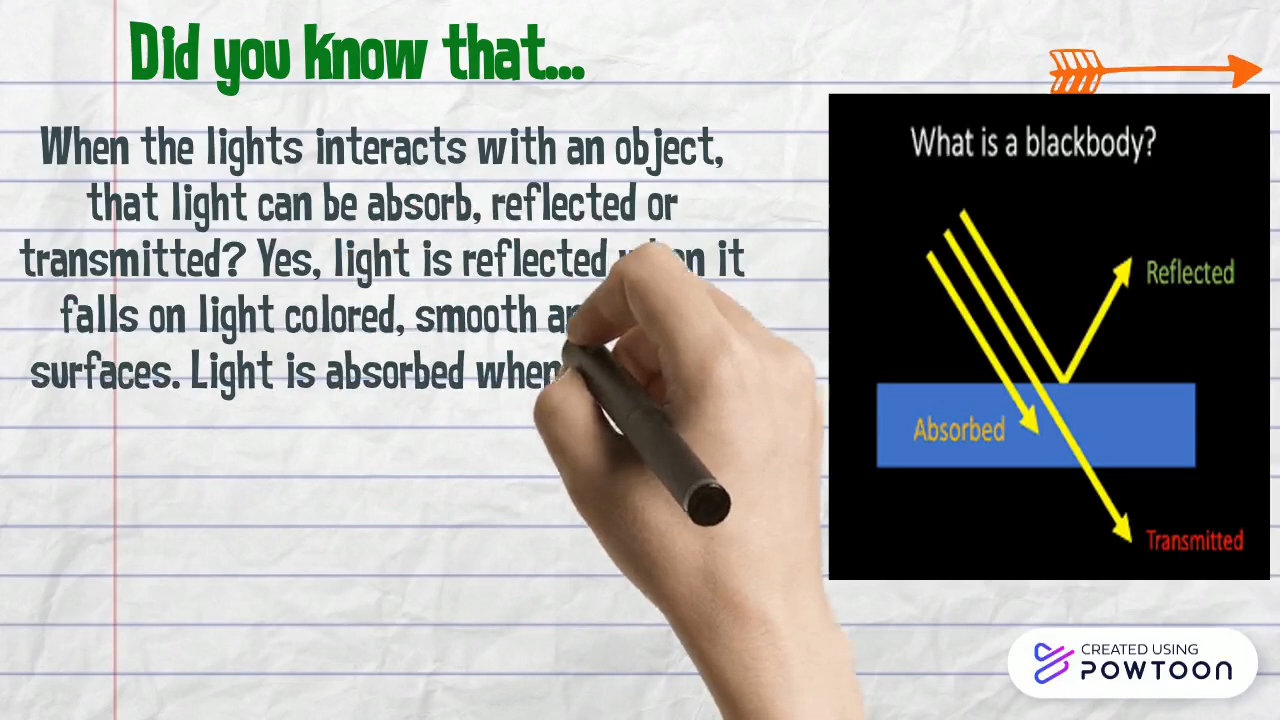 Did you know that...
When the lights interacts with an object,
that light can be absorb, reflected or
transmitted? Yes, light is reflected it
falls on light colored, smooth
surfaces. Light is absorbed when
What is a blackbody?
Reflected
Absorbed
Transmitted
CREATED USING
POWTOON